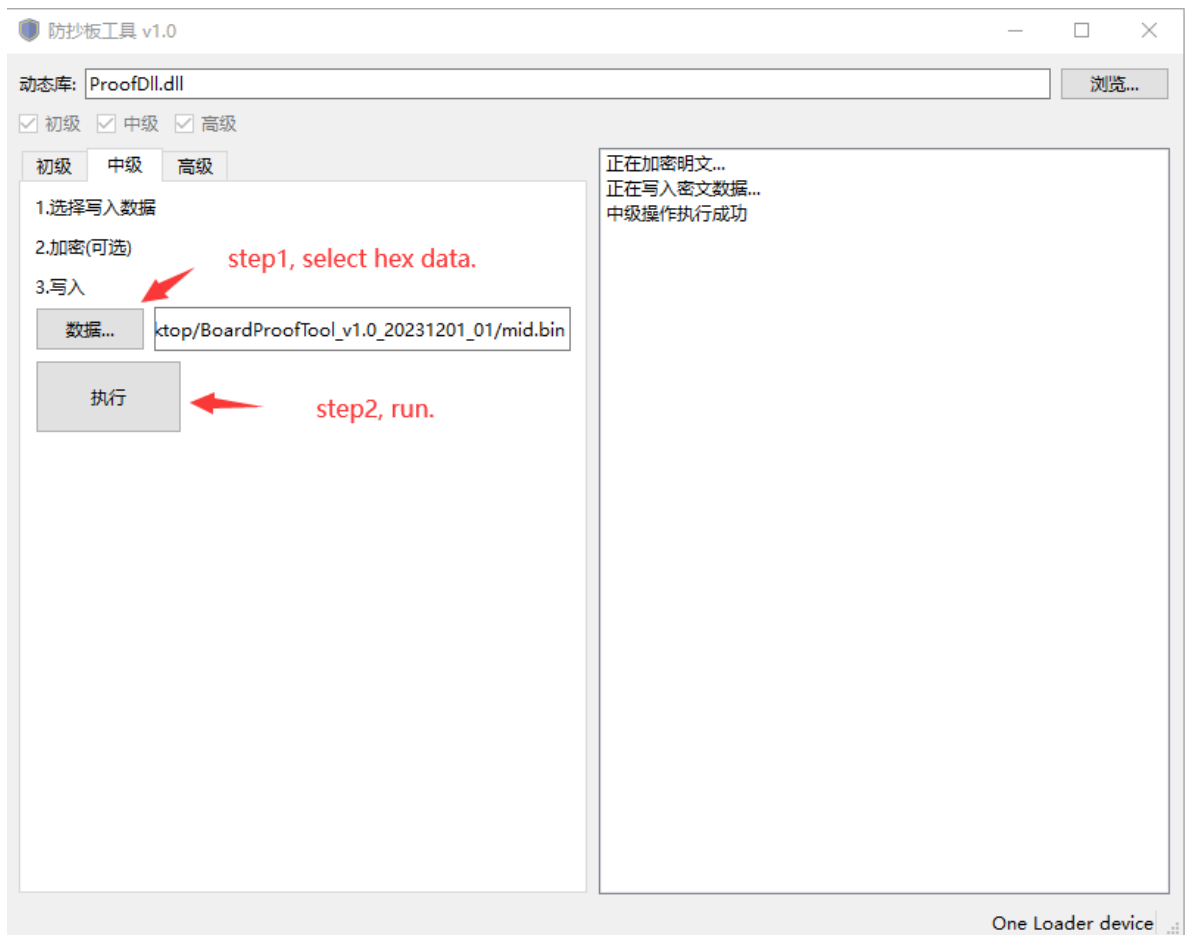 防抄板工具 v1.0
动态库: ProofDll.dll 浏览...
初级 中级 高级
初级 中级 高级
1.选择写入数据
2.加密(可选)
step1, select hex data.
3.写入
数据... ktop/BoardProofTool_v1.0_20231201_01/mid.bin
执行
step2, run.
正在加密明文...
正在写入密文数据...
中级操作执行成功
One Loader device